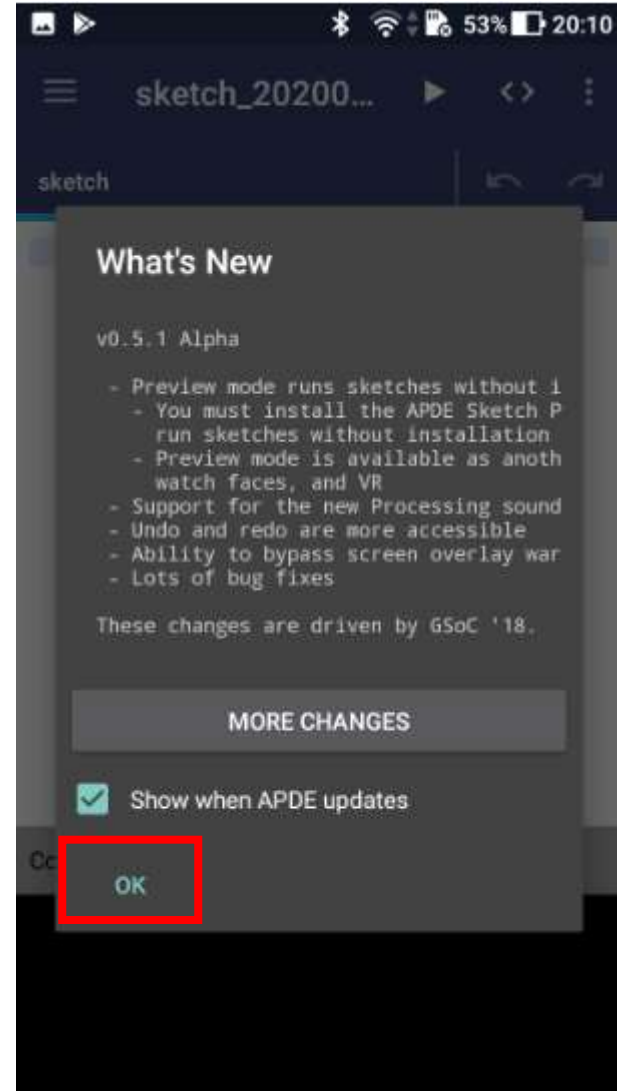 53% 20:10
sketch_20200...
sketch
What's New
v0.5.1 Alpha
- Preview mode runs sketches without i
- You must install the APDE Sketch P
run sketches without installation
- Preview mode is available as anoth
watch faces, and VR
- Support for the new Processing sound
- Undo and redo are more accessible
- Ability to bypass screen overlay war
- Lots of bug fixes
These changes are driven by GSoC '18.
MORE CHANGES
Show when APDE updates
OK